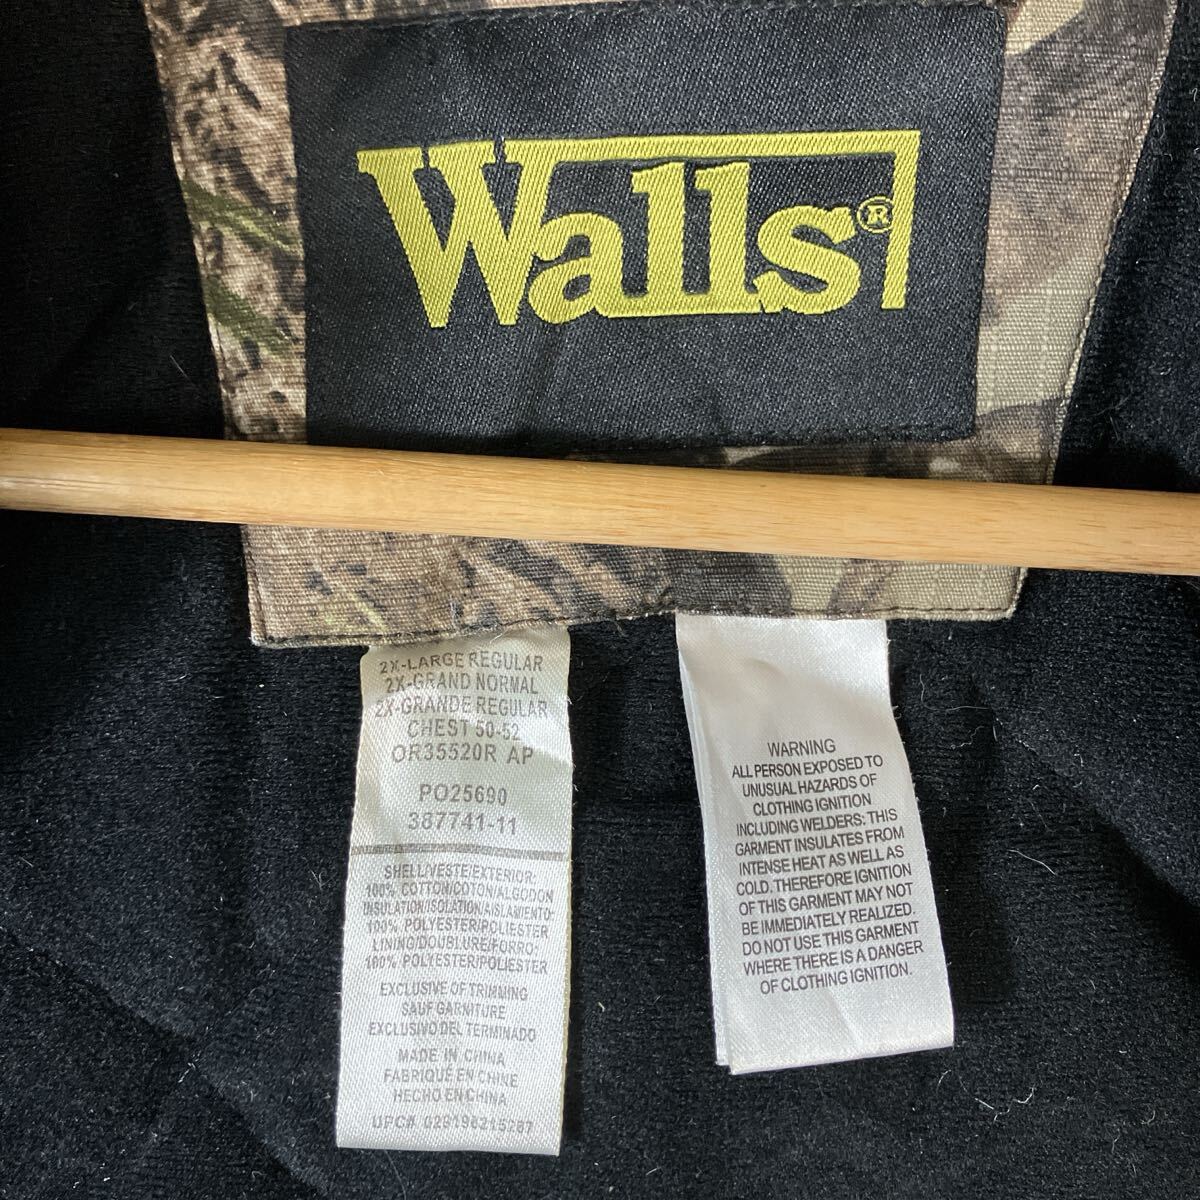 Walls®
2X-LARGE REGULAR
2X-GRAND NORMAL
2X-GRANDE REGULAR
CHEST 50-52
OR35520R AP
PO25690
387741-11
SHELL/VESTE/EXTERIOR:
100% COTTON/COTON/ALGODON
INSULATION/ISOLATION/AISLAMIENTO:
100% POLYESTER/POLIESTER
LINING/DOUBLURE/FORRO:
100% POLYESTER/POLIESTER
EXCLUSIVE OF TRIMMING
SAUF GARNITURE
EXCLUSIVO DEL TERMINADO
MADE IN CHINA
FABRIQUÉ EN CHINE
HECHO EN CHINA
UPC# 029196215287
WARNING
ALL PERSON EXPOSED TO
UNUSUAL HAZARDS OF
CLOTHING IGNITION
INCLUDING WELDERS: THIS
GARMENT INSULATES FROM
INTENSE HEAT AS WELL AS
COLD. THEREFORE IGNITION
OF THIS GARMENT MAY NOT
BE IMMEDIATELY REALIZED.
DO NOT USE THIS GARMENT
WHERE THERE IS A DANGER
OF CLOTHING IGNITION.